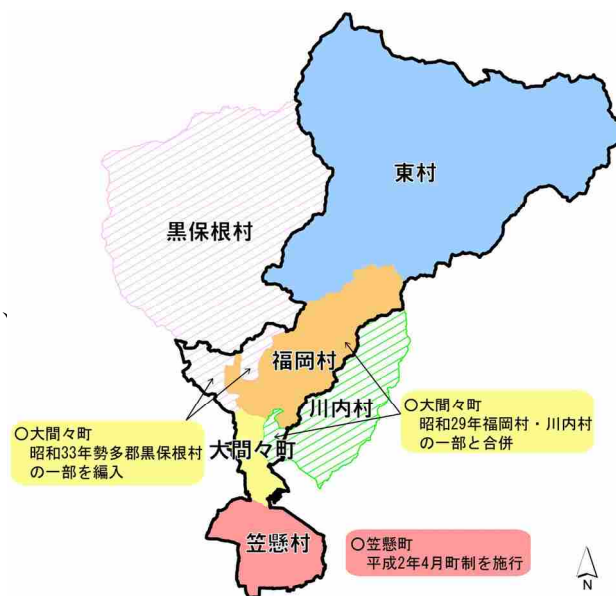 東村
黒保根村
福岡村
川内村
○大間々町
昭和29年福岡村・川内村
の一部と合併
○大間々町
昭和33年勢多郡黒保根村
の一部を編入
大間々町
笠懸村
○笠懸町
平成2年4月町制を施行
N